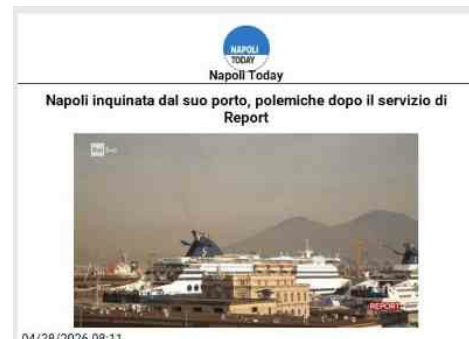 NAPOLI
TODAY
Napoli Today
Napoli inquinata dal suo porto, polemiche dopo il servizio di
Report
Rai
REPORT
04/28/2026 08:11